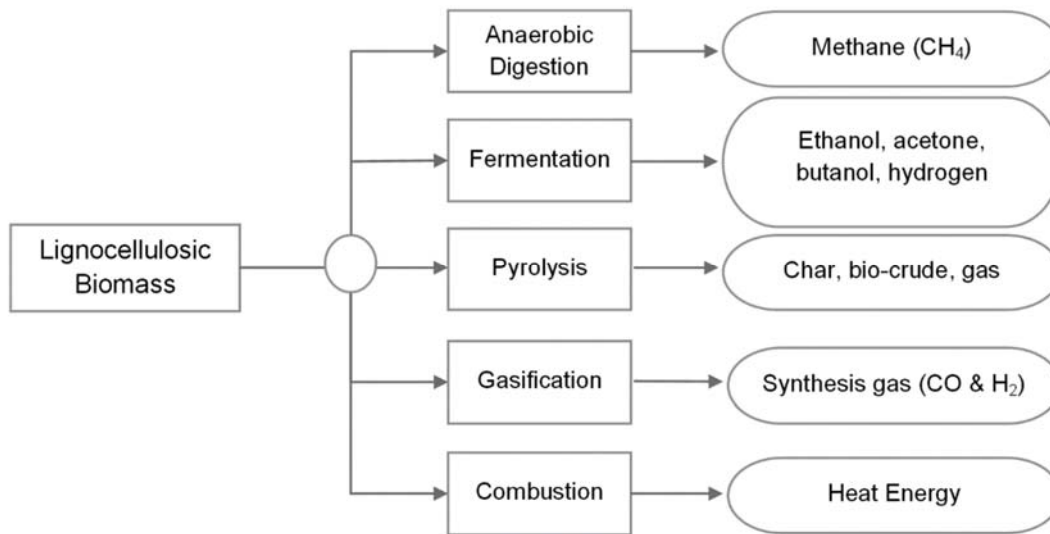 Anaerobic
Digestion
Methane (CH₄)
Fermentation
Ethanol, acetone,
butanol, hydrogen
Lignocellulosic
Biomass
Pyrolysis
Char, bio-crude, gas
Gasification
Synthesis gas (CO & H₂)
Combustion
Heat Energy